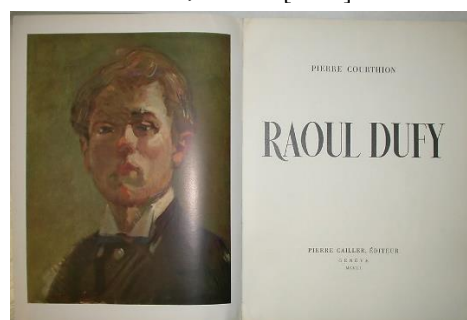 PIERRE COURTHION
RAOUL DUFY
PIERRE CAILLER, ÉDITEUR
GENÈVE